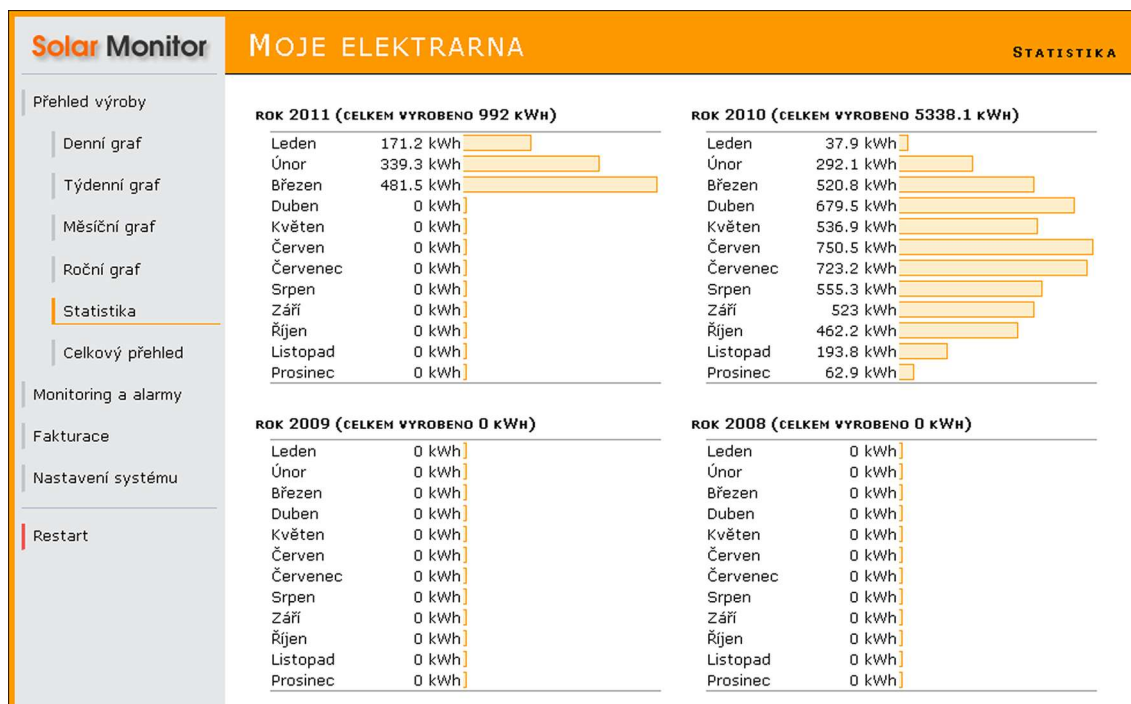 Solar Monitor
MOJE ELEKTRARNA
STATISTIKA
Přehled výroby
Denní graf
Týdenní graf
Měsíční graf
Roční graf
Statistika
Celkový přehled
Monitoring a alarmy
Fakturace
Nastavení systému
Restart
ROK 2011 (CELKEM VYROBENO 992 KWH)
Leden 171.2 kWh
Únor 339.3 kWh
Březen 481.5 kWh
Duben 0 kWh
Květen 0 kWh
Červen 0 kWh
Červenec 0 kWh
Srpen 0 kWh
Září 0 kWh
Říjen 0 kWh
Listopad 0 kWh
Prosinec 0 kWh
ROK 2010 (CELKEM VYROBENO 5338.1 KWH)
Leden 37.9 kWh
Únor 292.1 kWh
Březen 520.8 kWh
Duben 679.5 kWh
Květen 536.9 kWh
Červen 750.5 kWh
Červenec 723.2 kWh
Srpen 555.3 kWh
Září 523 kWh
Říjen 462.2 kWh
Listopad 193.8 kWh
Prosinec 62.9 kWh
ROK 2009 (CELKEM VYROBENO 0 KWH)
Leden 0 kWh
Únor 0 kWh
Březen 0 kWh
Duben 0 kWh
Květen 0 kWh
Červen 0 kWh
Červenec 0 kWh
Srpen 0 kWh
Září 0 kWh
Říjen 0 kWh
Listopad 0 kWh
Prosinec 0 kWh
ROK 2008 (CELKEM VYROBENO 0 KWH)
Leden 0 kWh
Únor 0 kWh
Březen 0 kWh
Duben 0 kWh
Květen 0 kWh
Červen 0 kWh
Červenec 0 kWh
Srpen 0 kWh
Září 0 kWh
Říjen 0 kWh
Listopad 0 kWh
Prosinec 0 kWh